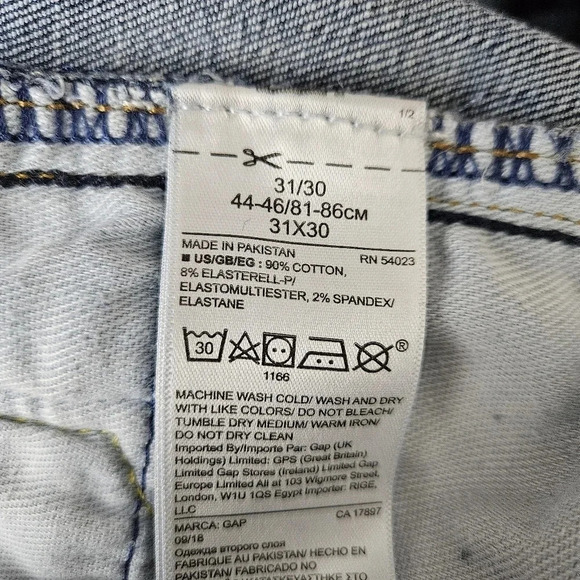 1/2
31/30
44-46/81-86CM
31X30
MADE IN PAKISTAN RN 54023
■ US/GB/EG : 90% COTTON,
8% ELASTERELL-P/
ELASTOMULTIESTER, 2% SPANDEX/
ELASTANE
30
®
1166
MACHINE WASH COLD/ WASH AND DRY
WITH LIKE COLORS/ DO NOT BLEACH/
TUMBLE DRY MEDIUM/ WARM IRON/
DO NOT DRY CLEAN
Imported By/Importe Par: Gap (UK
Holdings) Limited: GPS (Great Britain)
Limited Gap Stores (Ireland) Limited Gap
Europe Limited All at 103 Wigmore Street,
London, W1U 1QS Egypt Importer: RIGE,
LLC
MARCA: GAP CA 17897
09/18
Одежда второго слоя
FABRIQUE AU PAKISTAN/ HECHO EN
PAKISTAN/ FABRICADO NO